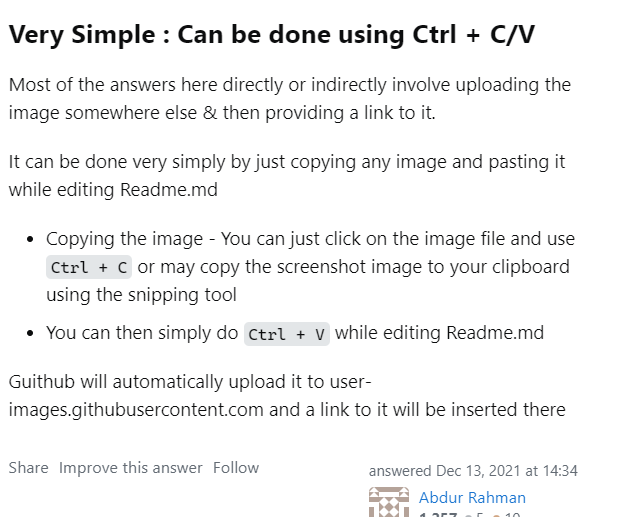 Very Simple : Can be done using Ctrl + C/V
Most of the answers here directly or indirectly involve uploading the
image somewhere else & then providing a link to it.
It can be done very simply by just copying any image and pasting it
while editing Readme.md
• Copying the image - You can just click on the image file and use
Ctrl + C or may copy the screenshot image to your clipboard
using the snipping tool
• You can then simply do Ctrl + V while editing Readme.md
Guithub will automatically upload it to user-
images.githubusercontent.com and a link to it will be inserted there
Share Improve this answer Follow
answered Dec 13, 2021 at 14:34
Abdur Rahman